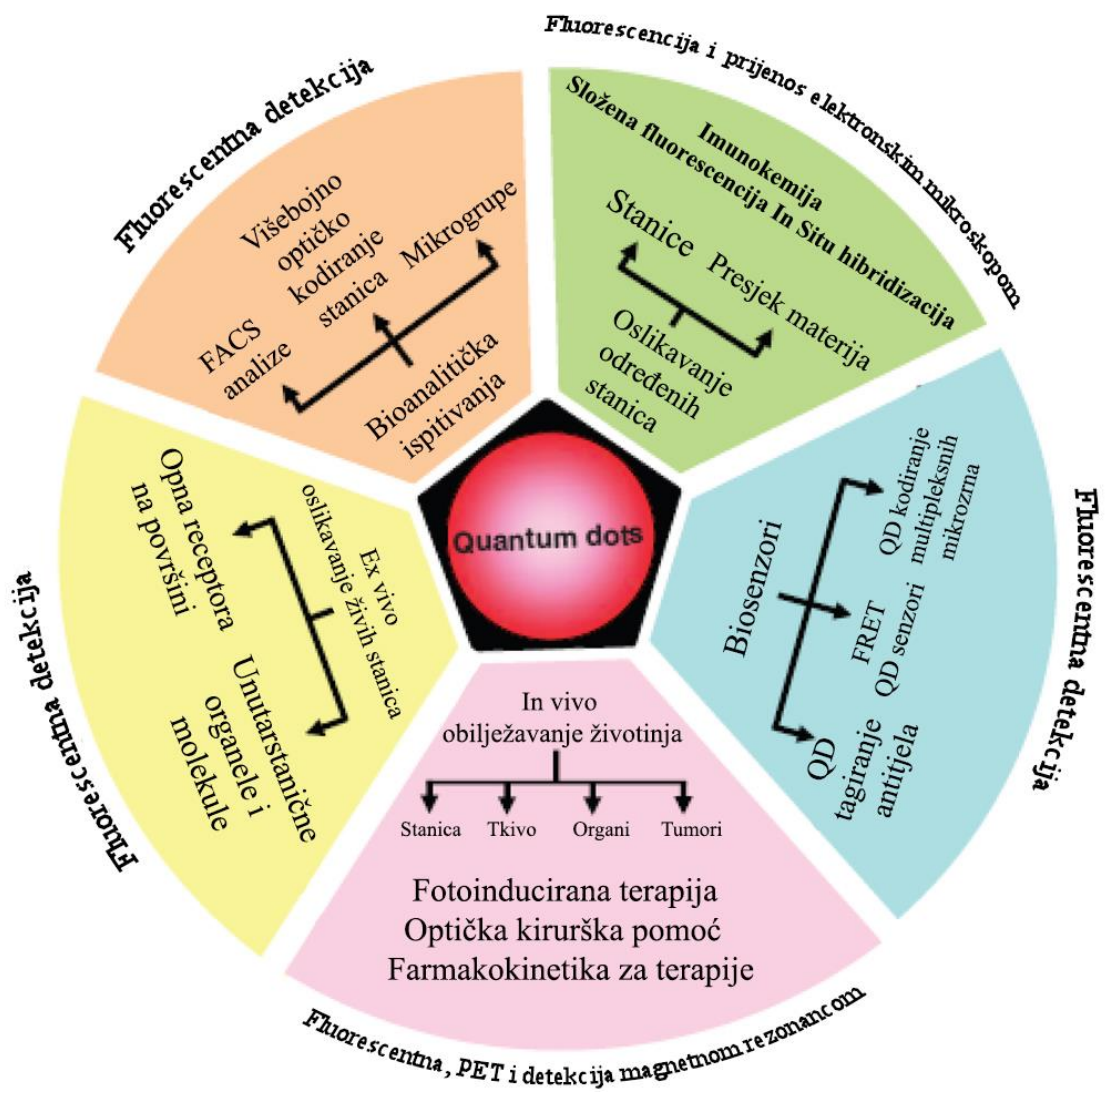 Fluorescentna detekcija
Višebojno
optičko
kodiranje
stanica
Mikrogrupe
FACS
analize
Bioanalitička
ispitivanja
Fluorescencija i prijenos elektronskim mikroskopom
Imunokemija
Složena fluorescencija In Situ hibridizacija
Stanice
Presjek materija
Oslikavanje
određenih
stanica
Fluorescentna detekcija
QD kodiranje
multipleksnih
mikrozrna
Biosenzori
FRET
QD senzori
QD
tagiranje
antitjela
Fluorescentna, PET i detekcija magnetnom rezonancom
In vivo
obilježavanje životinja
Stanica Tkivo Organi Tumori
Fotoinducirana terapija
Optička kirurška pomoć
Farmakokinetika za terapije
Fluorescentna detekcija
Opna receptora
na površini
Ex vivo
oslikavanje živih stanica
Unutarstanične
organele i
molekule
Quantum dots